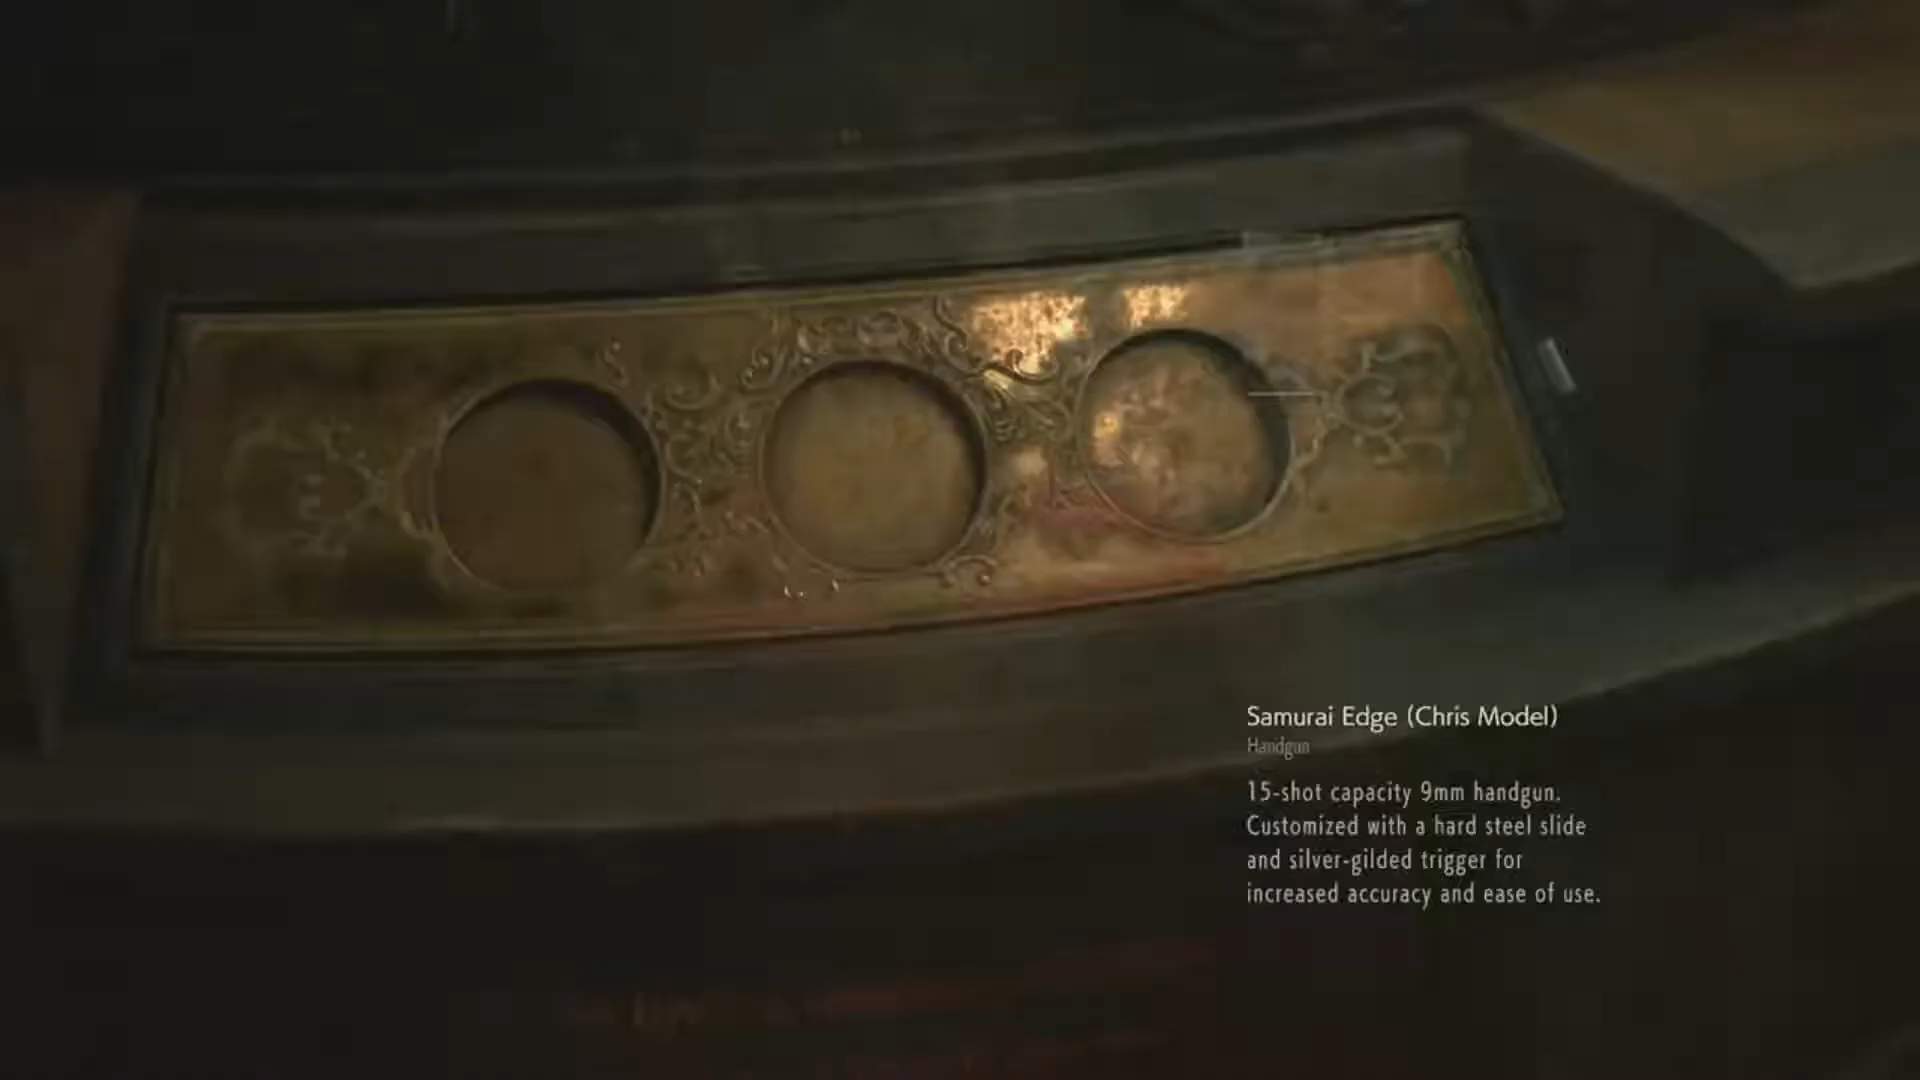 Samurai Edge (Chris Model)
Handgun
15-shot capacity 9mm handgun.
Customized with a hard steel slide
and silver-gilded trigger for
increased accuracy and ease of use.